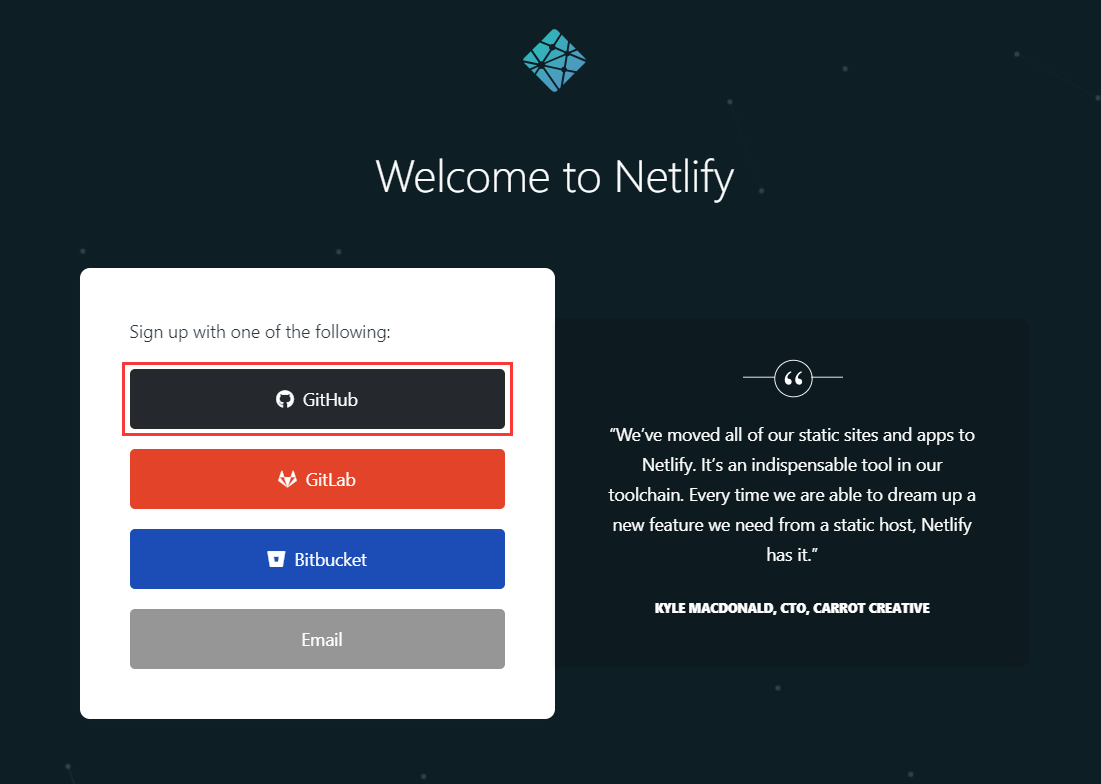 Welcome to Netlify
Sign up with one of the following:
GitHub
GitLab
Bitbucket
Email
“We’ve moved all of our static sites and apps to
Netlify. It’s an indispensable tool in our
toolchain. Every time we are able to dream up a
new feature we need from a static host, Netlify
has it.”
KYLE MACDONALD, CTO, CARROT CREATIVE